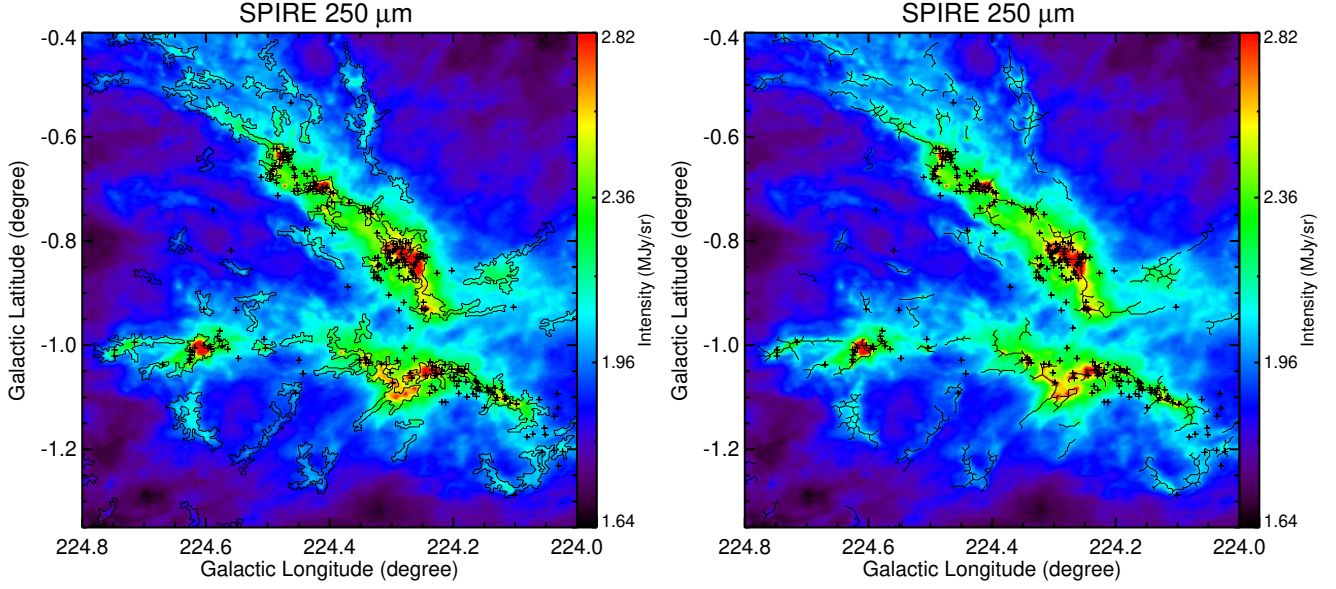 SPIRE 250 μm
-0.4
-0.6
-0.8
-1.0
-1.2
224.8 224.6 224.4 224.2 224.0
Galactic Longitude (degree)
Galactic Latitude (degree)
2.82
2.36
1.96
1.64
Intensity (MJy/sr)
SPIRE 250 μm
-0.4
-0.6
-0.8
-1.0
-1.2
224.8 224.6 224.4 224.2 224.0
Galactic Longitude (degree)
Galactic Latitude (degree)
2.82
2.36
1.96
1.64
Intensity (MJy/sr)